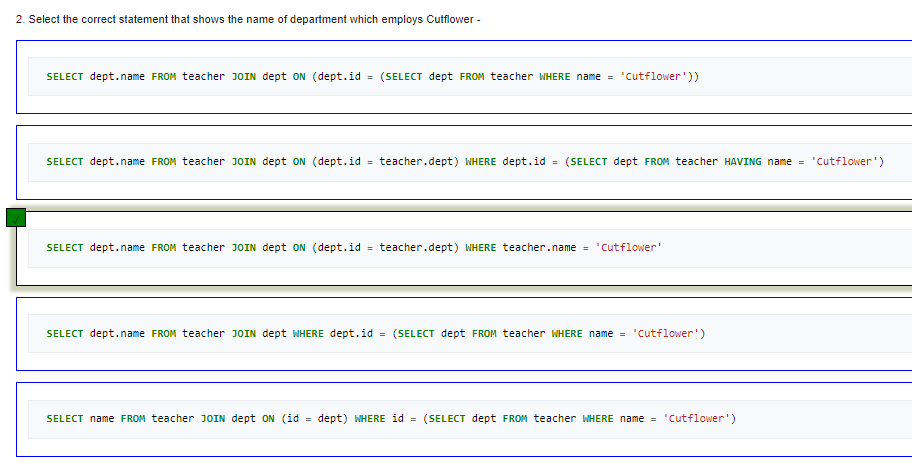 2. Select the correct statement that shows the name of department which employs Cutflower -
SELECT dept.name FROM teacher JOIN dept ON (dept.id = (SELECT dept FROM teacher WHERE name = 'Cutflower'))
SELECT dept.name FROM teacher JOIN dept ON (dept.id = teacher.dept) WHERE dept.id = (SELECT dept FROM teacher HAVING name = 'Cutflower')
SELECT dept.name FROM teacher JOIN dept ON (dept.id = teacher.dept) WHERE teacher.name = 'Cutflower'
SELECT dept.name FROM teacher JOIN dept WHERE dept.id = (SELECT dept FROM teacher WHERE name = 'Cutflower')
SELECT name FROM teacher JOIN dept ON (id = dept) WHERE id = (SELECT dept FROM teacher WHERE name = 'Cutflower')